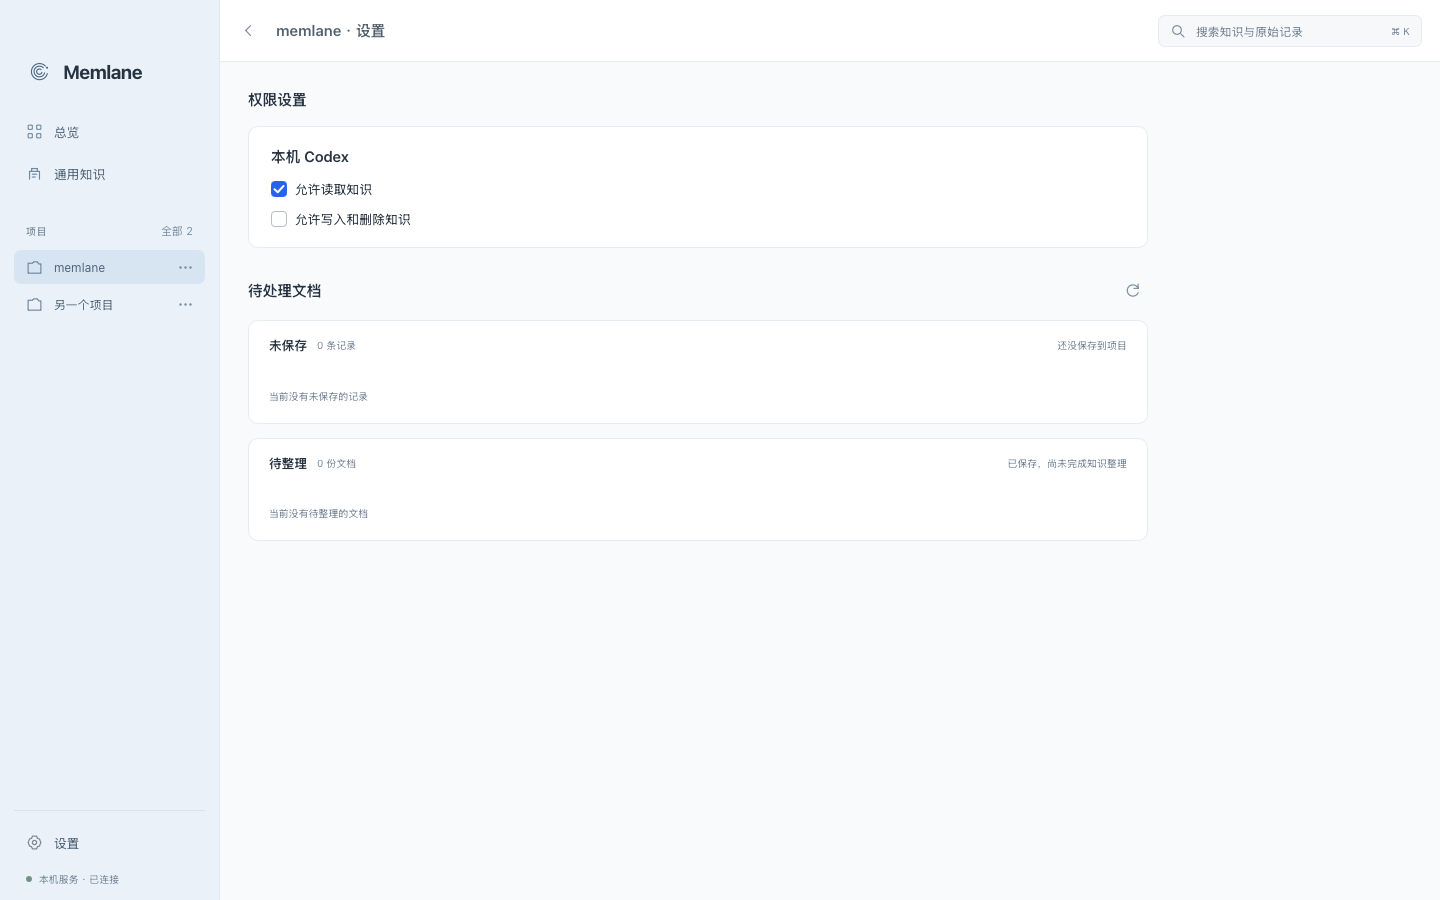 Memlane
总览
通用知识
项目 全部 2
memlane
另一个项目
设置
本机服务 · 已连接
memlane · 设置
搜索知识与原始记录 ⌘ K
权限设置
本机 Codex
允许读取知识
允许写入和删除知识
待处理文档
未保存 0 条记录 还没保存到项目
当前没有未保存的记录
待整理 0 份文档 已保存，尚未完成知识整理
当前没有待整理的文档